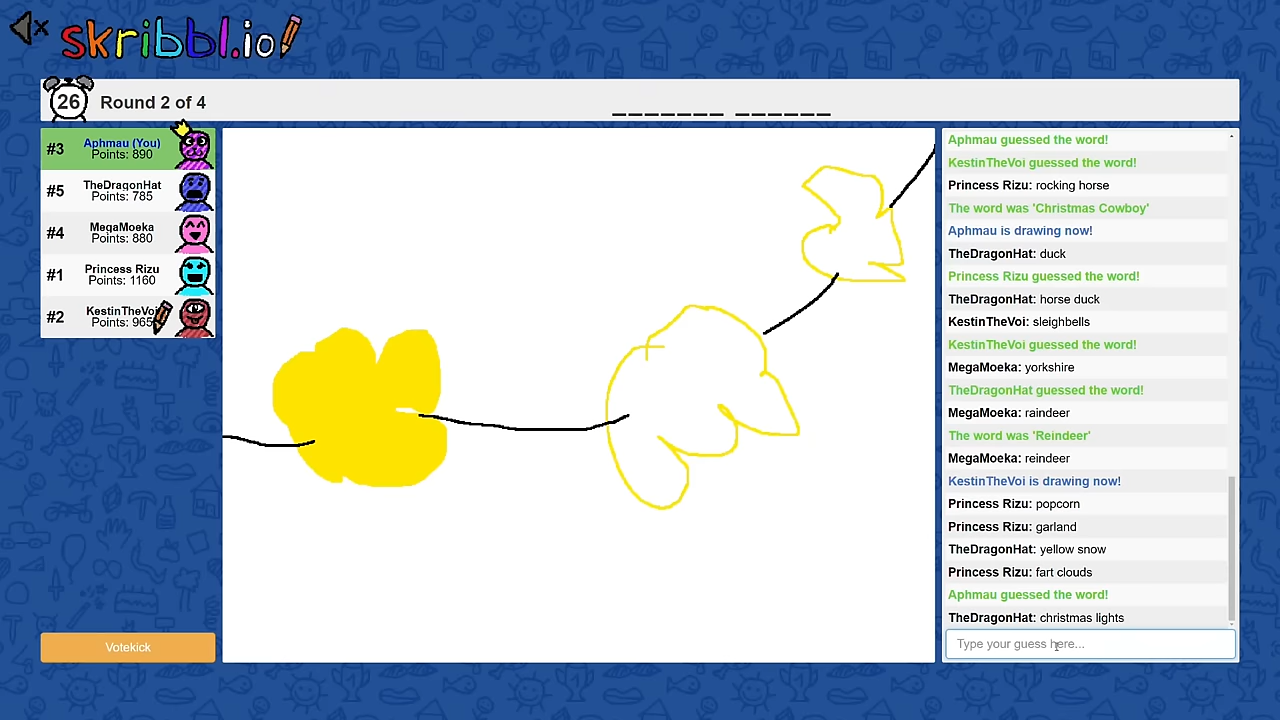 skribbl.io
26
Round 2 of 4
_______ ______
#3 Aphmau (You)
Points: 890
#5 TheDragonHat
Points: 785
#4 MegaMoeka
Points: 880
#1 Princess Rizu
Points: 1160
#2 KestinTheVoi
Points: 965
Votekick
Aphmau guessed the word!
KestinTheVoi guessed the word!
Princess Rizu: rocking horse
The word was 'Christmas Cowboy'
Aphmau is drawing now!
TheDragonHat: duck
Princess Rizu guessed the word!
TheDragonHat: horse duck
KestinTheVoi: sleighbells
KestinTheVoi guessed the word!
MegaMoeka: yorkshire
TheDragonHat guessed the word!
MegaMoeka: raindeer
The word was 'Reindeer'
MegaMoeka: reindeer
KestinTheVoi is drawing now!
Princess Rizu: popcorn
Princess Rizu: garland
TheDragonHat: yellow snow
Princess Rizu: fart clouds
Aphmau guessed the word!
TheDragonHat: christmas lights
Type your guess here...